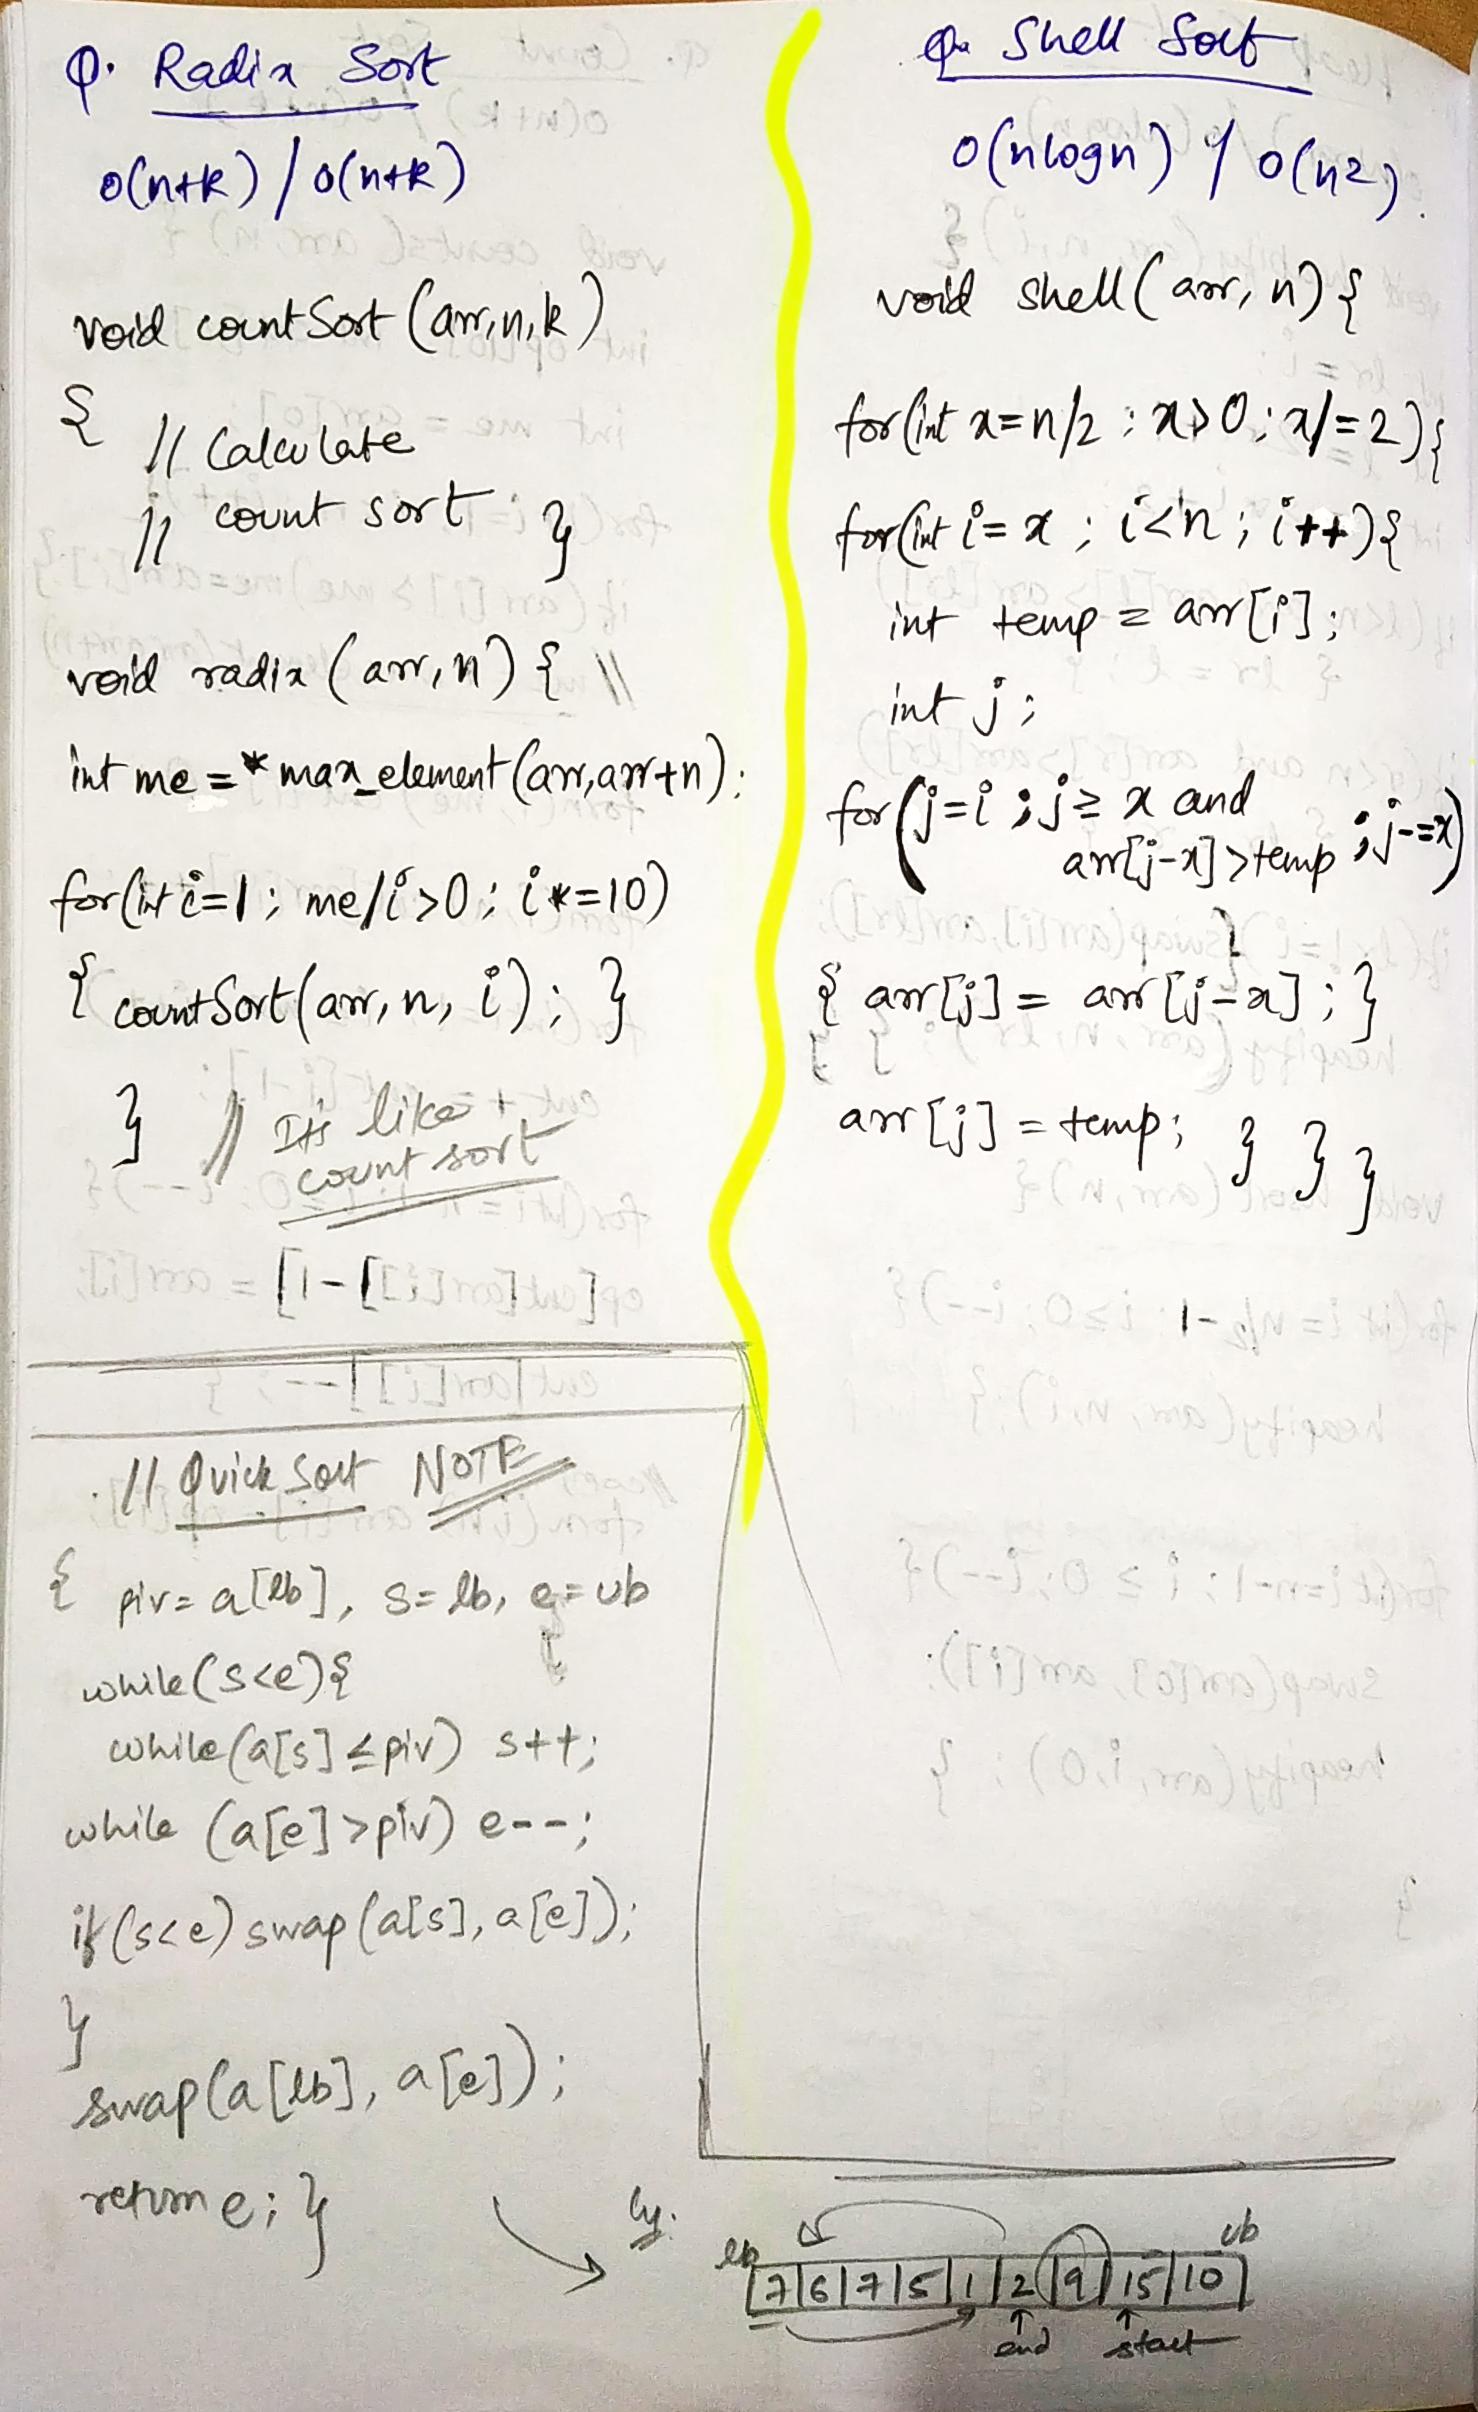 Q. Radix Sort
O(n+k) / O(n+k)
void countSort (arr,n,k)
{ // Calculate
// count sort }
void radix (arr,n) { //
int me = *max_element(arr,arr+n);
for(int i=1; me/i>0; i*=10)
{ countSort(arr, n, i); }
} // Its like
count sort
// Quick Sort NOTE
{ piv= a[lb], s= lb, e= ub
while(s<e){
while(a[s] ≤ piv) s++;
while (a[e] > piv) e--;
if (s<e) swap (a[s], a[e]);
}
swap(a[lb], a[e]);
return e; }
Q. Shell Sort
O(nlogn) / O(n2).
void shell (arr, n) {
for(int x=n/2 ; x>0; x/=2){
for(int i= x ; i<n; i++){
int temp = arr[i];
int j;
for (j=i ; j≥ x and
arr[j-x]>temp ; j-=x)
{ arr[j] = arr[j-x]; }
arr[j] = temp; } } }
lb ub
7 6 7 5 1 2 9 15 10
end start